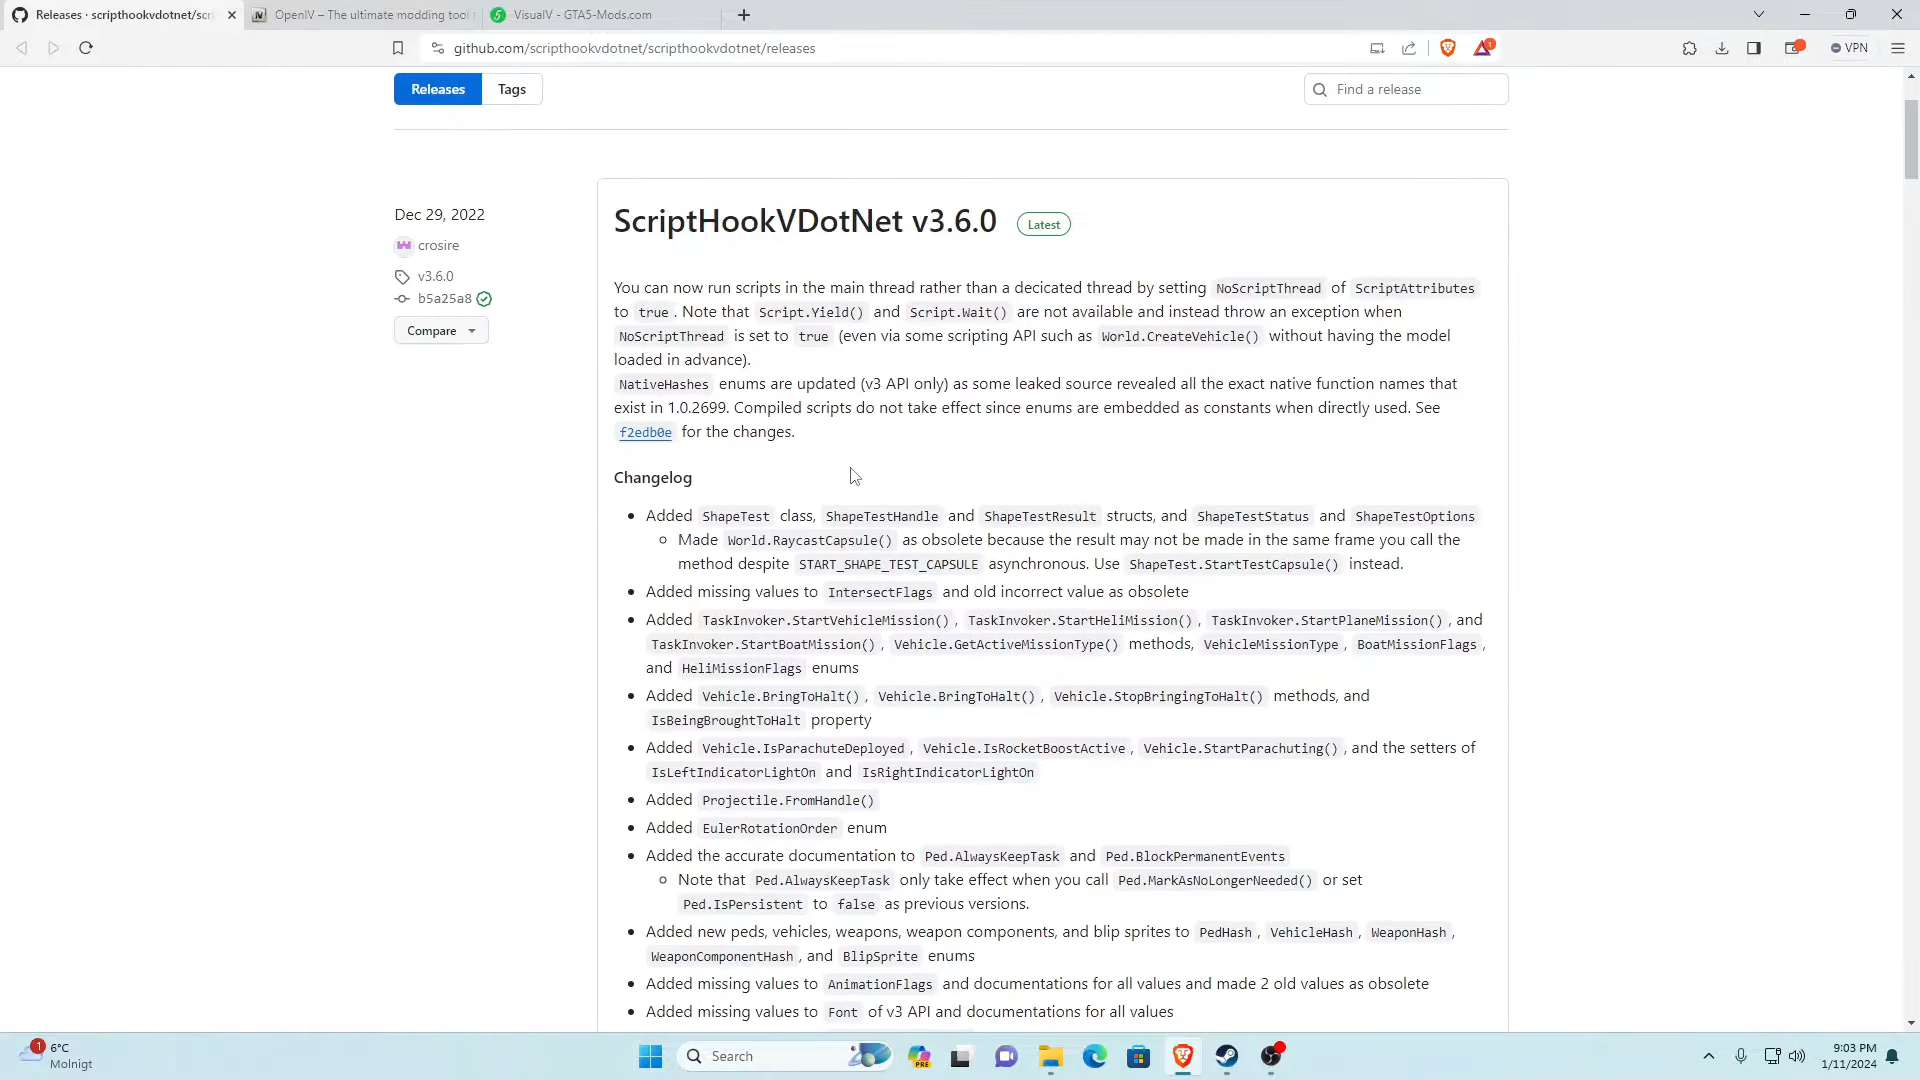 Releases · scripthookvdotnet/scri
OpenIV – The ultimate modding tool
VisualV - GTA5-Mods.com
github.com/scripthookvdotnet/scripthookvdotnet/releases
1
VPN
Releases
Tags
Find a release
Dec 29, 2022
crosire
v3.6.0
b5a25a8
Compare
ScriptHookVDotNet v3.6.0
Latest
You can now run scripts in the main thread rather than a decicated thread by setting NoScriptThread of ScriptAttributes
to true . Note that Script.Yield() and Script.Wait() are not available and instead throw an exception when
NoScriptThread is set to true (even via some scripting API such as World.CreateVehicle() without having the model
loaded in advance).
NativeHashes enums are updated (v3 API only) as some leaked source revealed all the exact native function names that
exist in 1.0.2699. Compiled scripts do not take effect since enums are embedded as constants when directly used. See
f2edb0e for the changes.
Changelog
• Added ShapeTest class, ShapeTestHandle and ShapeTestResult structs, and ShapeTestStatus and ShapeTestOptions
○ Made World.RaycastCapsule() as obsolete because the result may not be made in the same frame you call the
method despite START_SHAPE_TEST_CAPSULE asynchronous. Use ShapeTest.StartTestCapsule() instead.
• Added missing values to IntersectFlags and old incorrect value as obsolete
• Added TaskInvoker.StartVehicleMission() , TaskInvoker.StartHeliMission() , TaskInvoker.StartPlaneMission() , and
TaskInvoker.StartBoatMission() , Vehicle.GetActiveMissionType() methods, VehicleMissionType , BoatMissionFlags ,
and HeliMissionFlags enums
• Added Vehicle.BringToHalt() , Vehicle.BringToHalt() , Vehicle.StopBringingToHalt() methods, and
IsBeingBroughtToHalt property
• Added Vehicle.IsParachuteDeployed , Vehicle.IsRocketBoostActive , Vehicle.StartParachuting() , and the setters of
IsLeftIndicatorLightOn and IsRightIndicatorLightOn
• Added Projectile.FromHandle()
• Added EulerRotationOrder enum
• Added the accurate documentation to Ped.AlwaysKeepTask and Ped.BlockPermanentEvents
○ Note that Ped.AlwaysKeepTask only take effect when you call Ped.MarkAsNoLongerNeeded() or set
Ped.IsPersistent to false as previous versions.
• Added new peds, vehicles, weapons, weapon components, and blip sprites to PedHash , VehicleHash , WeaponHash ,
WeaponComponentHash , and BlipSprite enums
• Added missing values to AnimationFlags and documentations for all values and made 2 old values as obsolete
• Added missing values to Font of v3 API and documentations for all values
1
6°C
Molnigt
Search
PRE
9:03 PM
1/11/2024